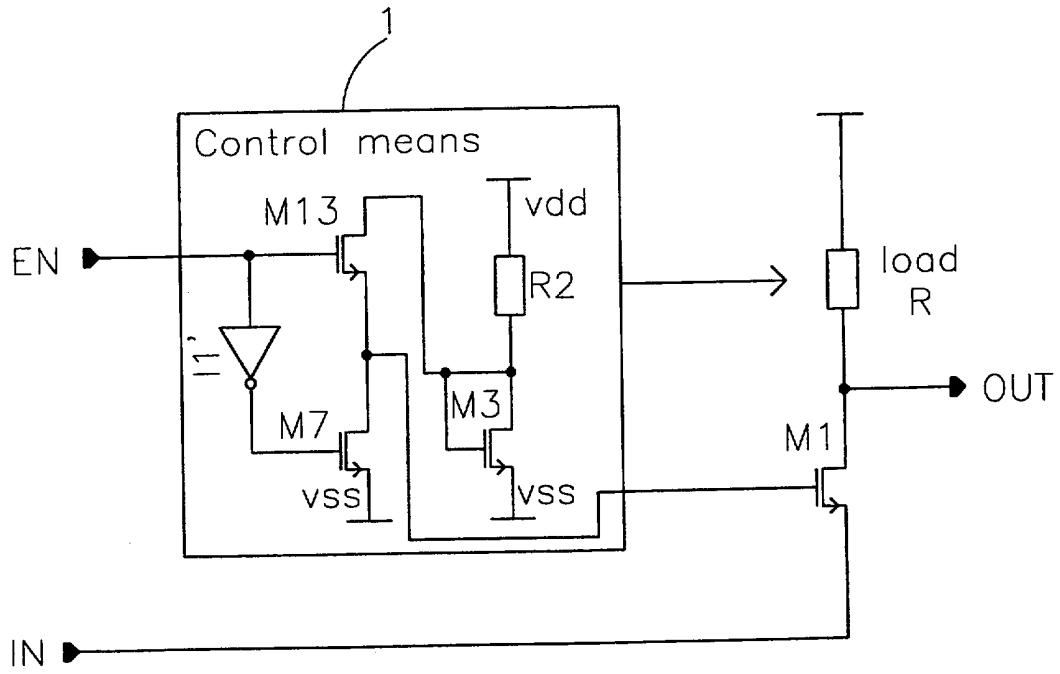 1
Control means
M13
vdd
EN
R2
load
R
I1'
M3
OUT
M7
M1
vss
vss
IN